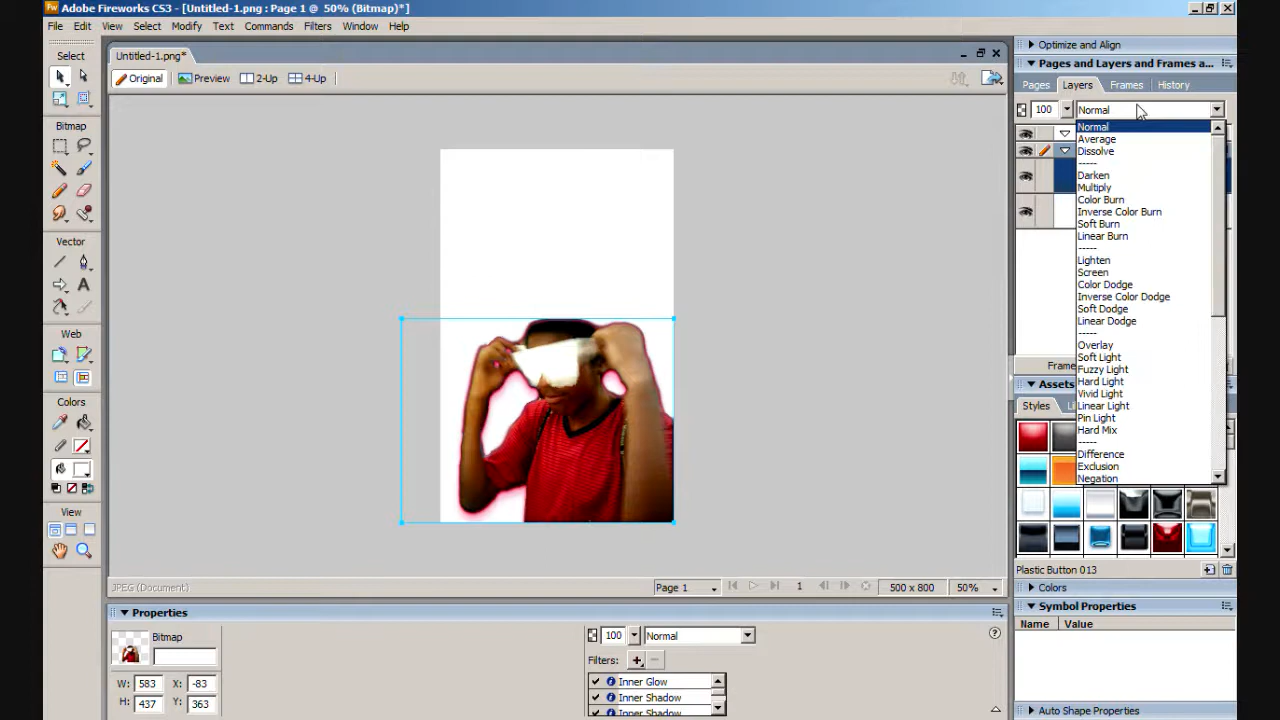 Adobe Fireworks CS3 - [Untitled-1.png : Page 1 @ 50% (Bitmap)*]
File Edit View Select Modify Text Commands Filters Window Help
Select
Bitmap
Vector
Web
Colors
View
Untitled-1.png*
Original Preview 2-Up 4-Up
JPEG (Document)
Page 1
1
500 x 800
50%
Properties
Bitmap
W: 583 X: -83
H: 437 Y: 363
100 Normal
Filters:
Inner Glow
Inner Shadow
Inner Shadow
Optimize and Align
Pages and Layers and Frames a...
Pages Layers Frames History
100 Normal
Normal
Average
Dissolve
-----
Darken
Multiply
Color Burn
Inverse Color Burn
Soft Burn
Linear Burn
-----
Lighten
Screen
Color Dodge
Inverse Color Dodge
Soft Dodge
Linear Dodge
-----
Overlay
Soft Light
Fuzzy Light
Hard Light
Vivid Light
Linear Light
Pin Light
Hard Mix
-----
Difference
Exclusion
Negation
Frame
Assets
Styles Li
Plastic Button 013
Colors
Symbol Properties
Name Value
Auto Shape Properties